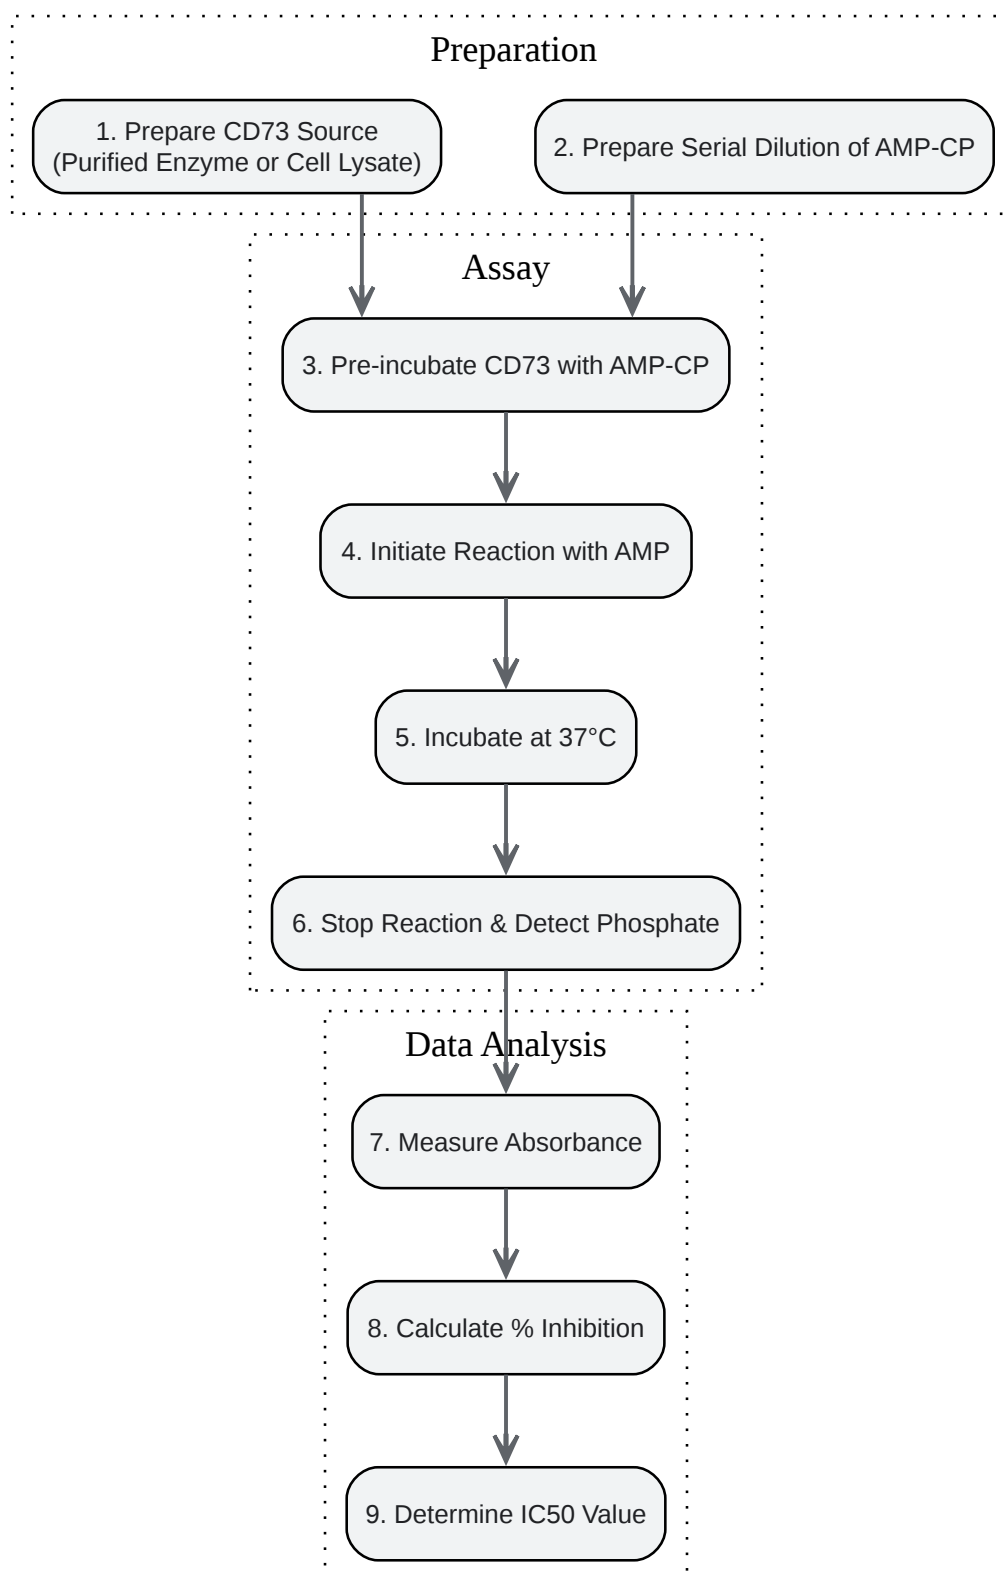 Preparation
1. Prepare CD73 Source
(Purified Enzyme or Cell Lysate)
2. Prepare Serial Dilution of AMP-CP
Assay
3. Pre-incubate CD73 with AMP-CP
4. Initiate Reaction with AMP
5. Incubate at 37°C
6. Stop Reaction & Detect Phosphate
Data Analysis
7. Measure Absorbance
8. Calculate % Inhibition
9. Determine IC50 Value